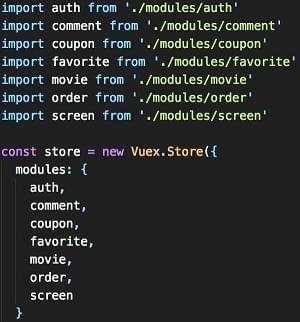 import auth from './modules/auth'
import comment from './modules/comment'
import coupon from './modules/coupon'
import favorite from './modules/favorite'
import movie from './modules/movie'
import order from './modules/order'
import screen from './modules/screen'
const store = new Vuex.Store({
modules: {
auth,
comment,
coupon,
favorite,
movie,
order,
screen
}